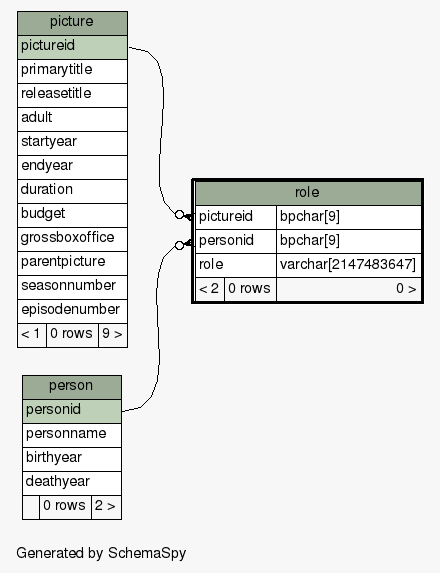 picture
pictureid
primarytitle
releasetitle
adult
startyear
endyear
duration
budget
grossboxoffice
parentpicture
seasonnumber
episodenumber
< 1 0 rows 9 >
role
pictureid bpchar[9]
personid bpchar[9]
role varchar[2147483647]
< 2 0 rows 0 >
person
personid
personname
birthyear
deathyear
0 rows 2 >
Generated by SchemaSpy